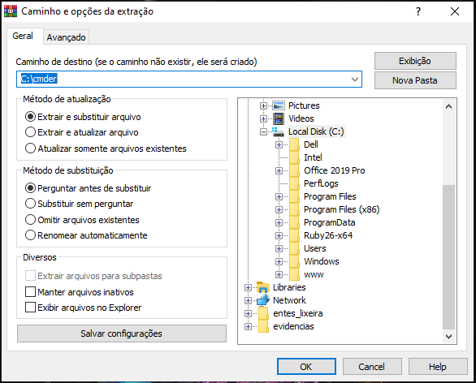 Caminho e opções da extração
Geral
Avançado
Caminho de destino (se o caminho não existir, ele será criado)
C:\cmder
Exibição
Nova Pasta
Método de atualização
Extrair e substituir arquivo
Extrair e atualizar arquivo
Atualizar somente arquivos existentes
Método de substituição
Perguntar antes de substituir
Substituir sem perguntar
Omitir arquivos existentes
Renomear automaticamente
Diversos
Extrair arquivos para subpastas
Manter arquivos inativos
Exibir arquivos no Explorer
Salvar configurações
Pictures
Videos
Local Disk (C:)
Dell
Intel
Office 2019 Pro
PerfLogs
Program Files
Program Files (x86)
ProgramData
Ruby26-x64
Users
Windows
www
Libraries
Network
entes_lixeira
evidencias
OK
Cancel
Help